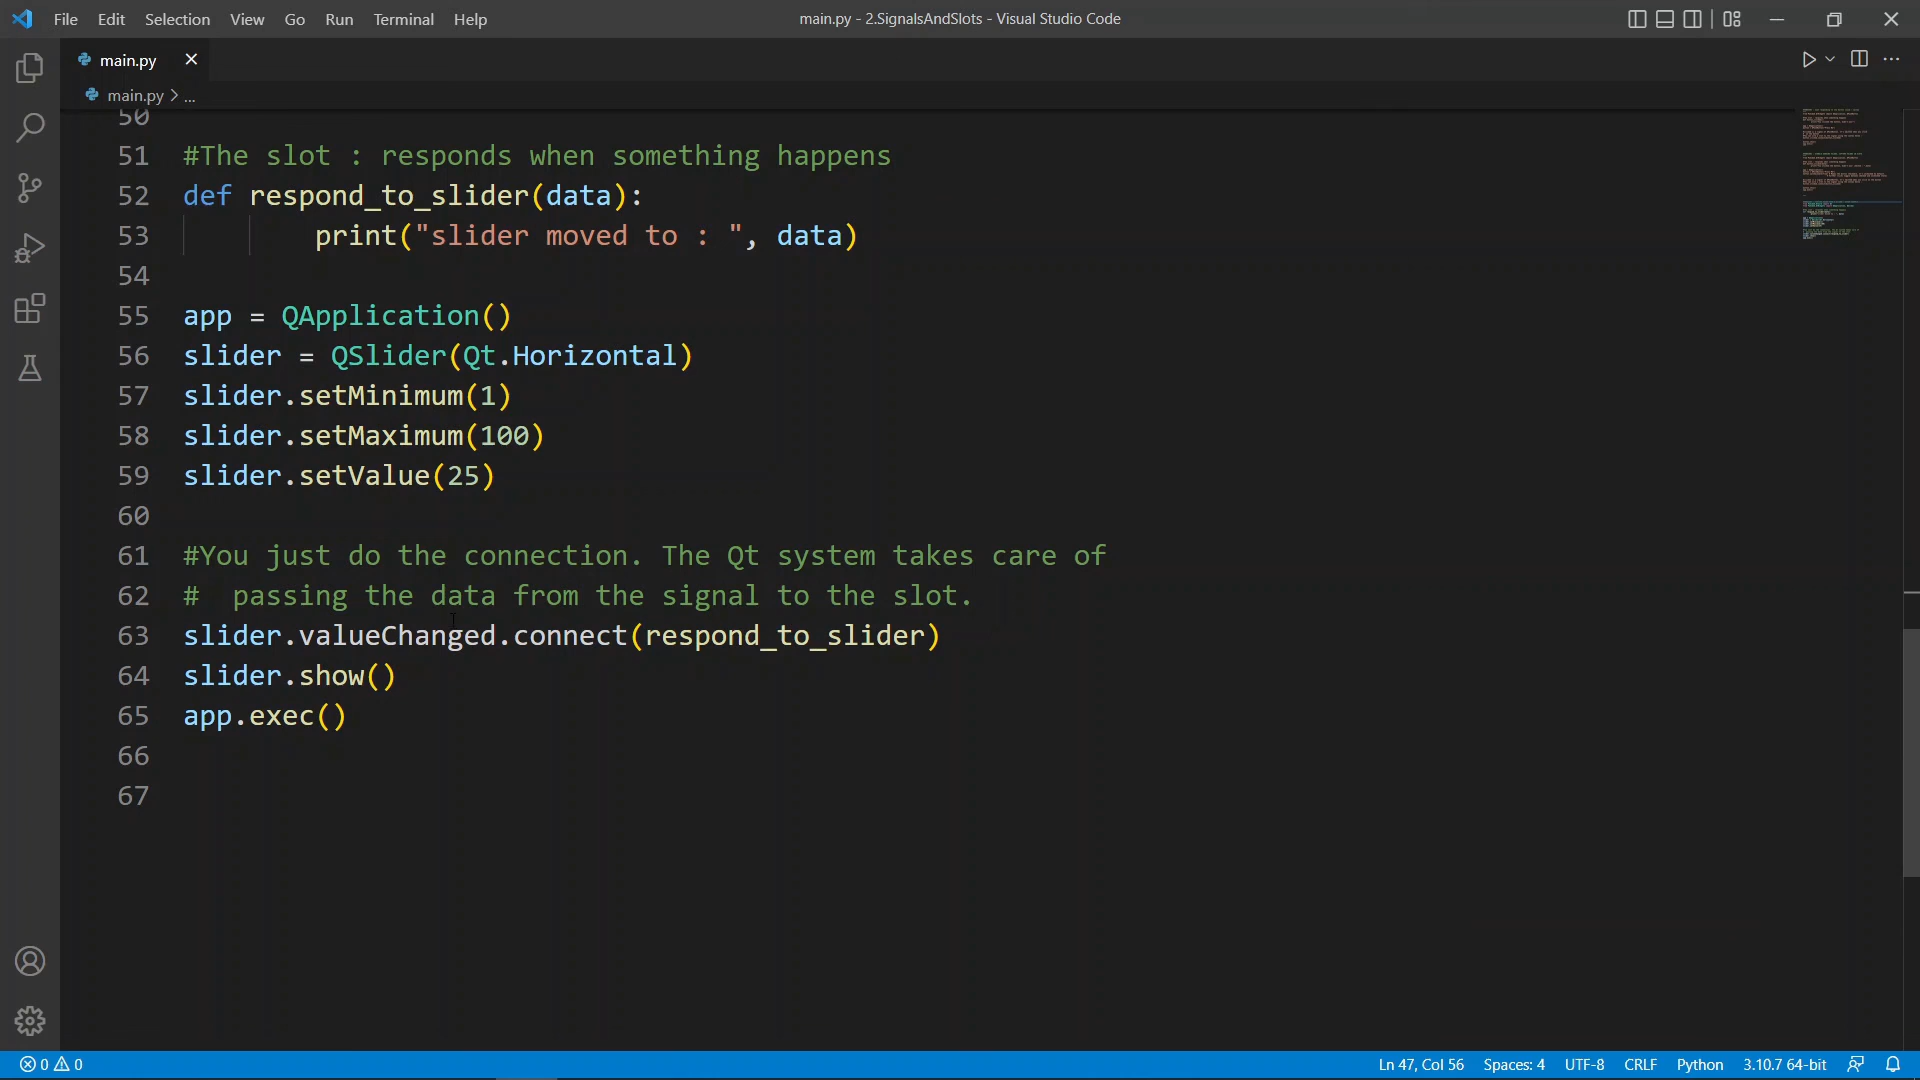 File Edit Selection View Go Run Terminal Help
main.py - 2.SignalsAndSlots - Visual Studio Code
main.py
main.py > ...
50
51 #The slot : responds when something happens
52 def respond_to_slider(data):
53         print("slider moved to : ", data)
54
55 app = QApplication()
56 slider = QSlider(Qt.Horizontal)
57 slider.setMinimum(1)
58 slider.setMaximum(100)
59 slider.setValue(25)
60
61 #You just do the connection. The Qt system takes care of
62 #  passing the data from the signal to the slot.
63 slider.valueChanged.connect(respond_to_slider)
64 slider.show()
65 app.exec()
66
67
0 0 Ln 47, Col 56 Spaces: 4 UTF-8 CRLF Python 3.10.7 64-bit